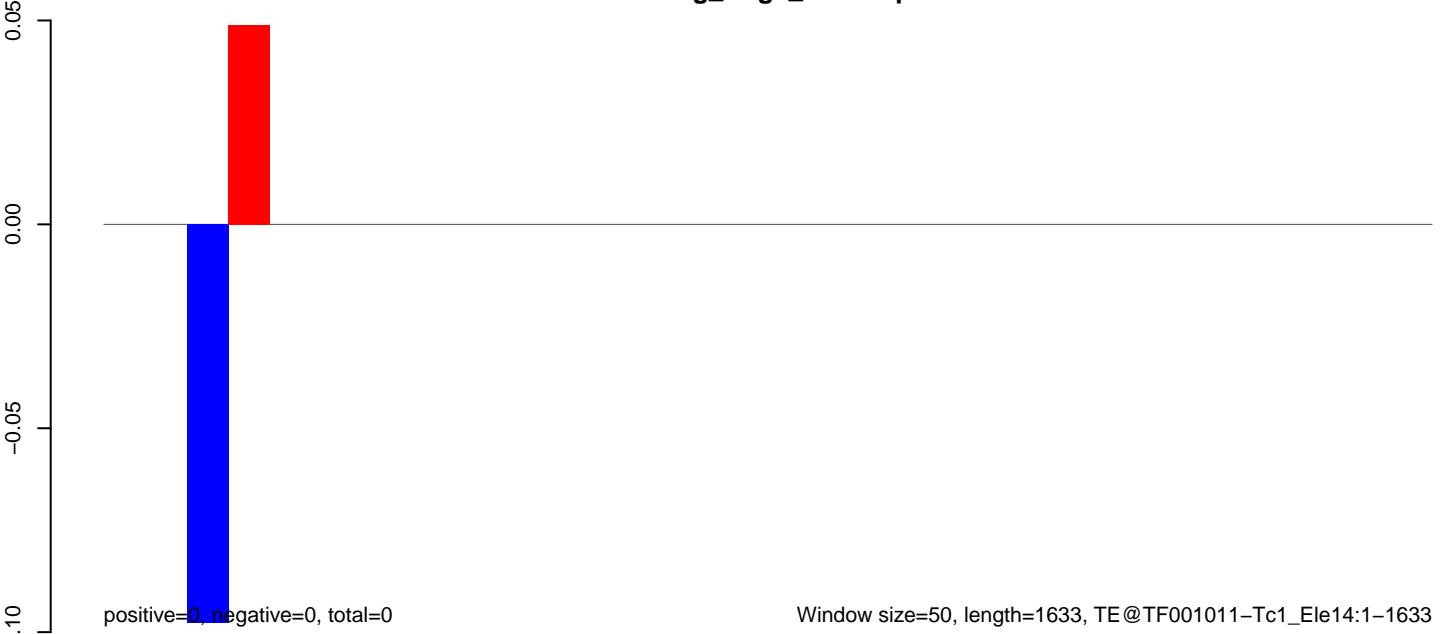 0.05
0.00
−0.05
.10
positive=0, negative=0, total=0
Window size=50, length=1633, TE@TF001011−Tc1_Ele14:1−1633